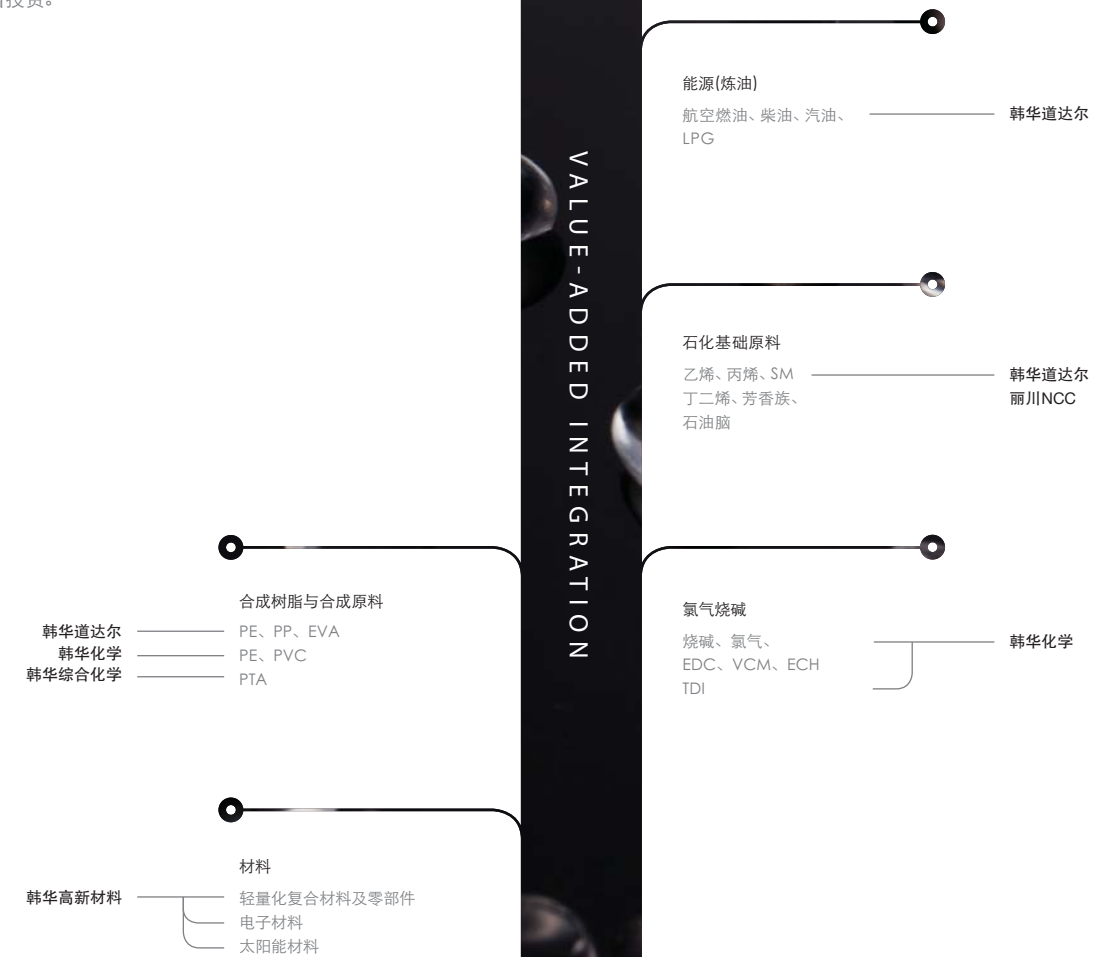 能源(炼油)
航空燃油、柴油、汽油、
LPG
韩华道达尔
石化基础原料
乙烯、丙烯、SM
丁二烯、芳香族、
石油脑
韩华道达尔
丽川NCC
VALUE-ADDED INTEGRATION
合成树脂与合成原料
韩华道达尔
PE、PP、EVA
韩华化学
PE、PVC
韩华综合化学
PTA
氯气烧碱
烧碱、氯气、
EDC、VCM、ECH
TDI
韩华化学
材料
韩华高新材料
轻量化复合材料及零部件
电子材料
太阳能材料